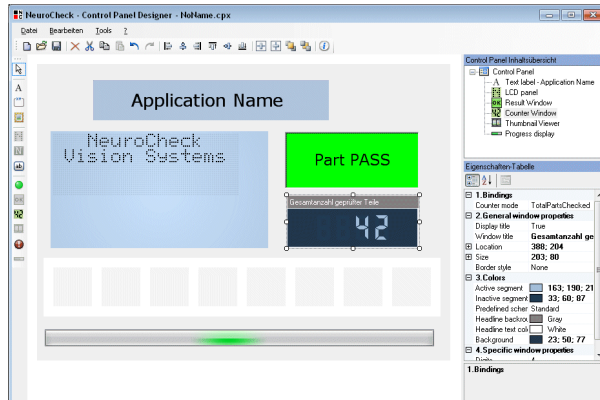 NeuroCheck - Control Panel Designer - NoName.cpx
Datei Bearbeiten Tools ?
Control Panel Inhaltsübersicht
Control Panel
Text label - Application Name
LCD panel
Result Window
Counter Window
Thumbnail Viewer
Progress display
Application Name
NeuroCheck
Vision Systems
Part PASS
Gesamtanzahl geprüfter Teile
42
Eigenschaften-Tabelle
1.Bindings
Counter mode TotalPartsChecked
2.General window properties
Display title True
Window title Gesamtanzahl ge
Location 388; 204
Size 203; 80
Border style None
3.Colors
Active segment 163; 190; 21
Inactive segment 33; 60; 87
Predefined scher Standard
Headline backrou Gray
Headline text colo White
Background 23; 50; 77
4.Specific window properties
1.Bindings